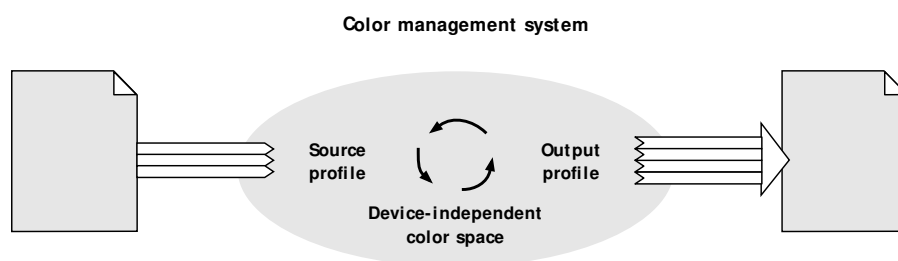 Color management system
Source
profile
Output
profile
Device-independent
color space